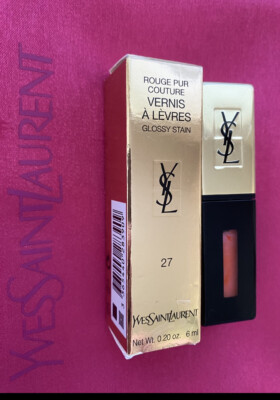 YVESSAINTLAURENT
ROUGE PUR
COUTURE
VERNIS
À LÈVRES
GLOSSY STAIN
YSL
27
YVESSAINTLAURENT
Net Wt. 0.20 oz. 6 ml
YSL